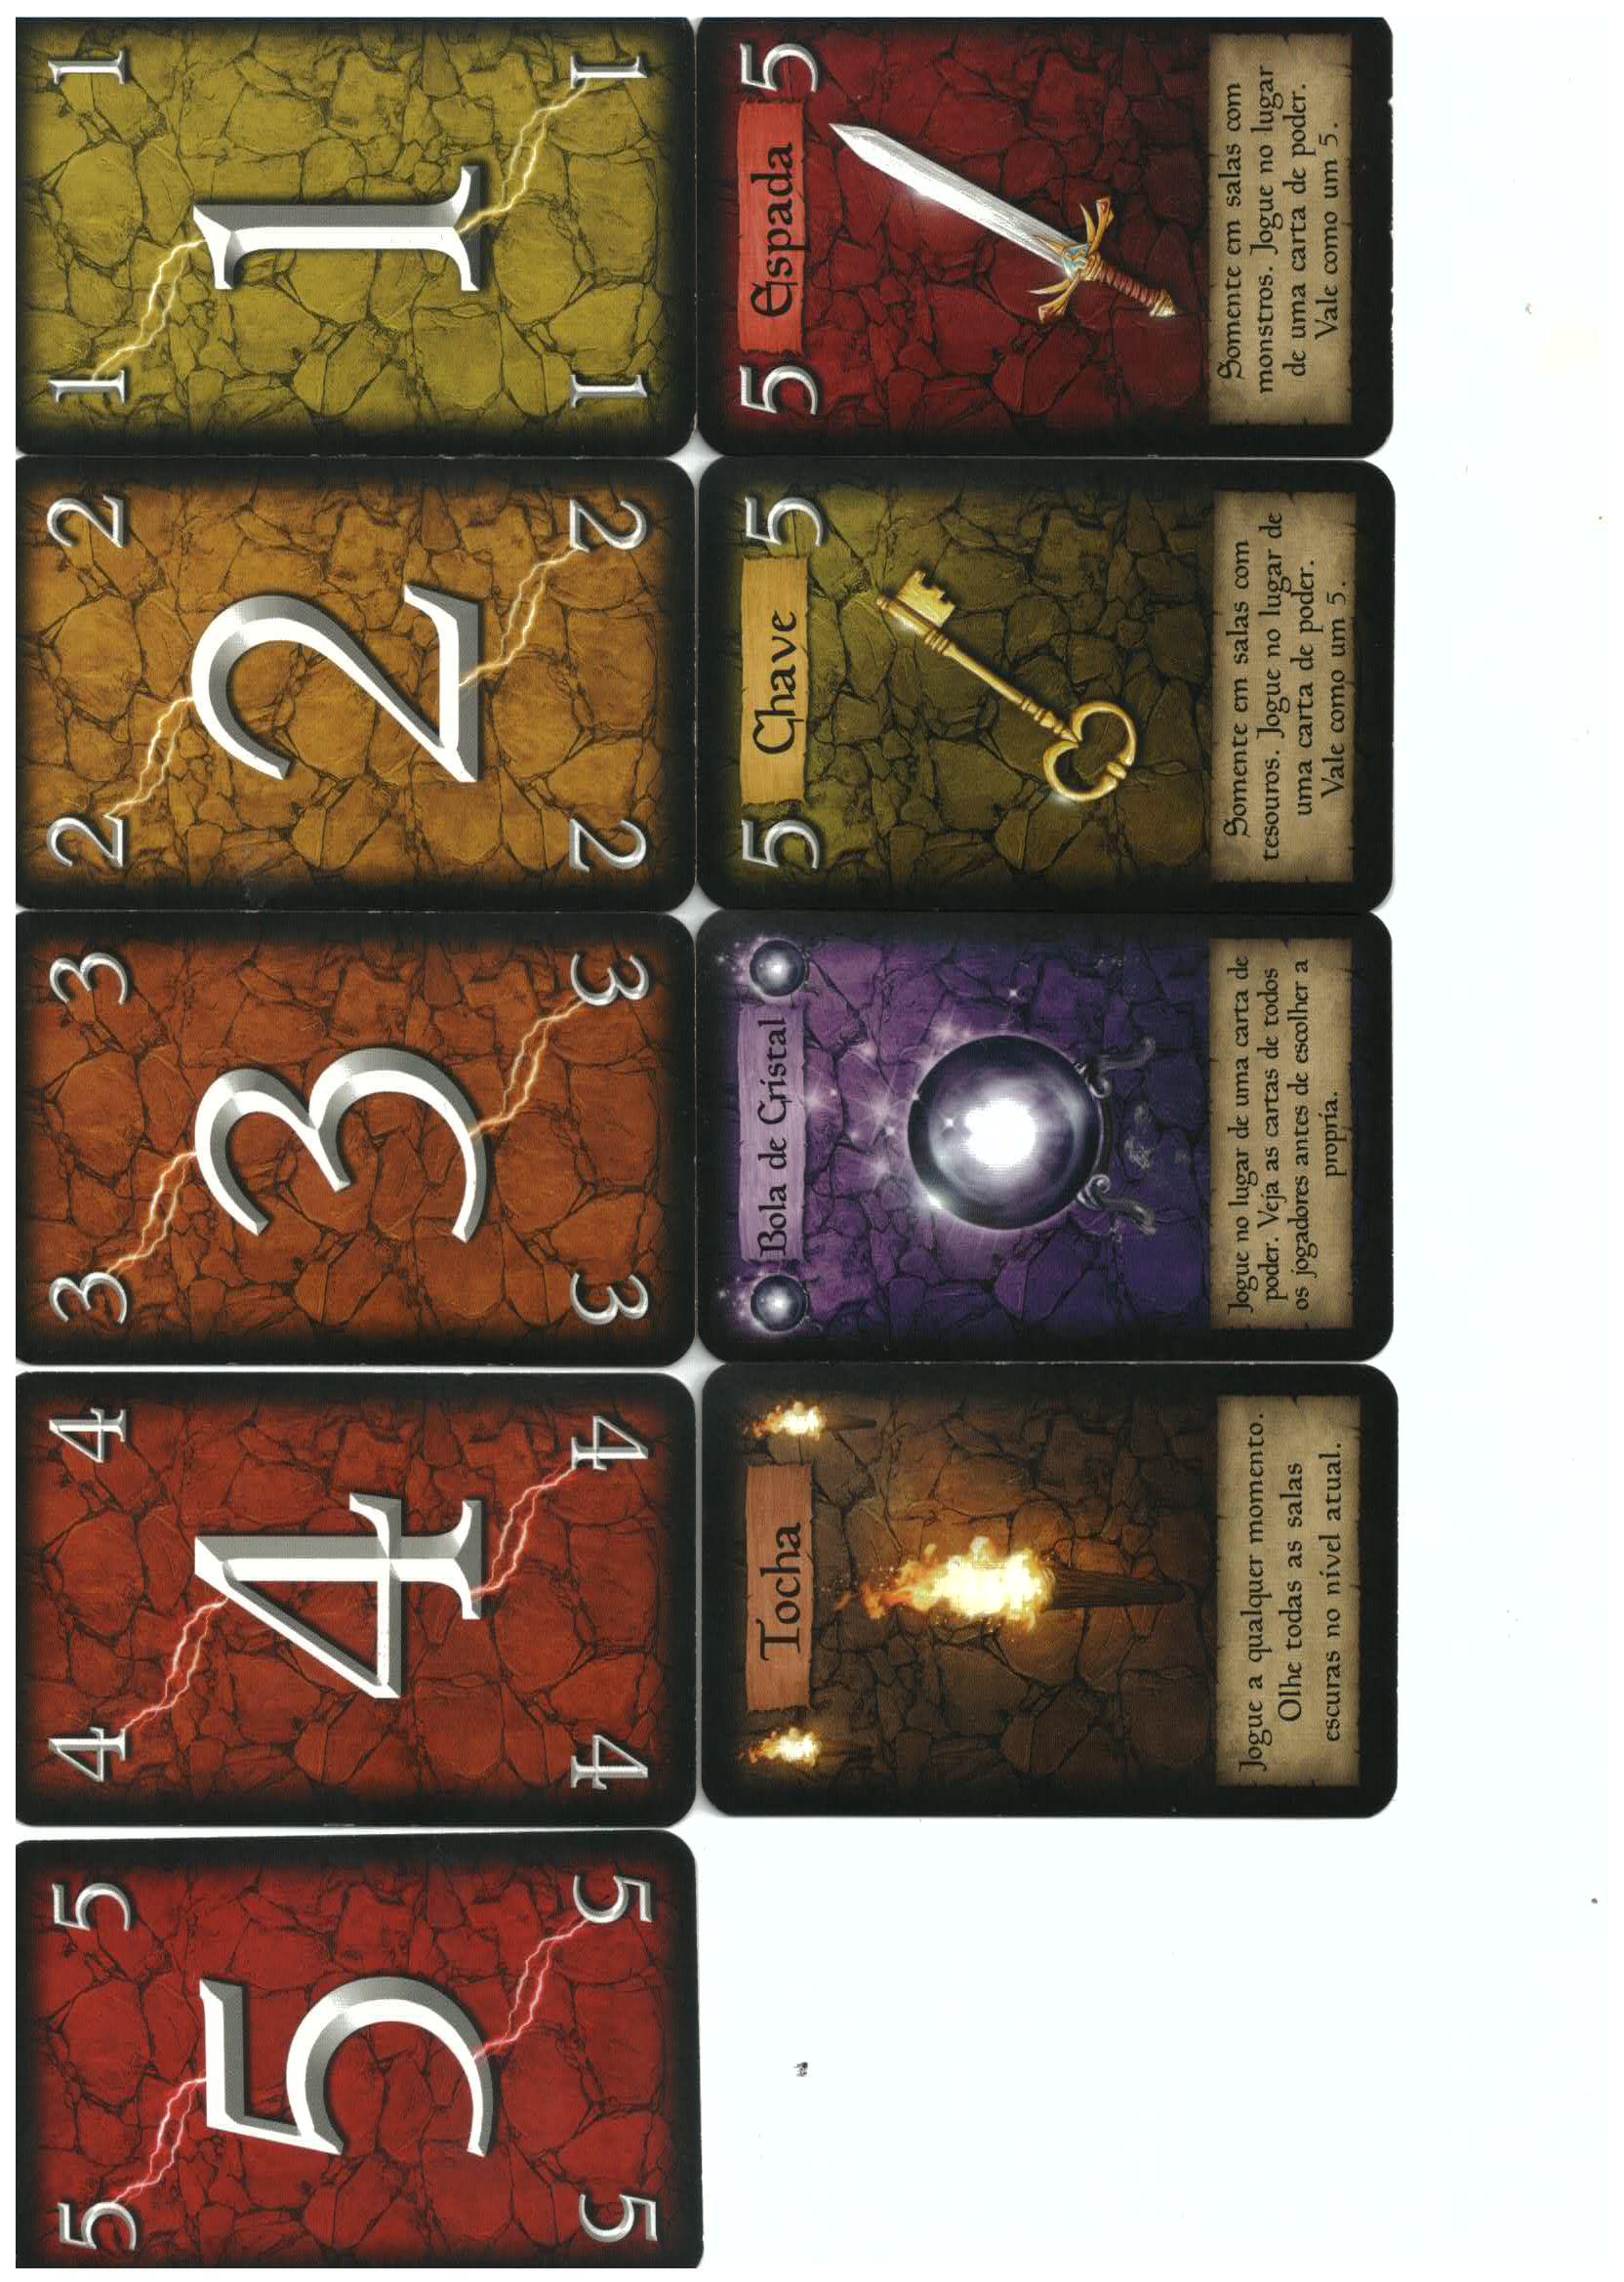 5 5
5
5 5
4 4
4
4 4
3 3
3
3 3
2 2
2
2 2
1 1
1
1 1
Tocha
Jogue a qualquer momento.
Olhe todas as salas
escuras no nível atual.
Bola de Cristal
Jogue no lugar de uma carta de
poder. Veja as cartas de todos
os jogadores antes de escolher a
propria.
5 Chave 5
Somente em salas com
tesouros. Jogue no lugar de
uma carta de poder.
Vale como um 5.
5 Espada 5
Somente em salas com
monstros. Jogue no lugar
de uma carta de poder.
Vale como um 5.